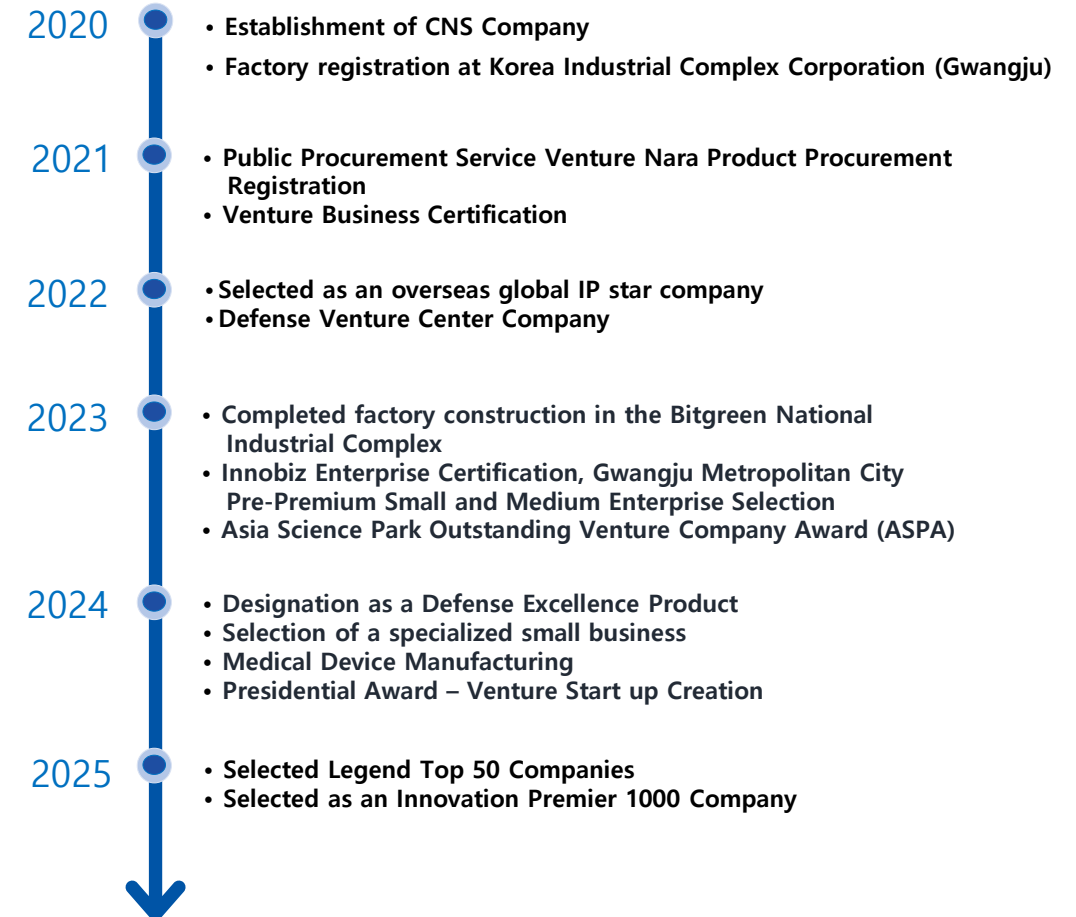 2020
• Establishment of CNS Company
• Factory registration at Korea Industrial Complex Corporation (Gwangju)
2021
• Public Procurement Service Venture Nara Product Procurement
Registration
• Venture Business Certification
2022
• Selected as an overseas global IP star company
• Defense Venture Center Company
2023
• Completed factory construction in the Bitgreen National
Industrial Complex
• Innobiz Enterprise Certification, Gwangju Metropolitan City
Pre-Premium Small and Medium Enterprise Selection
• Asia Science Park Outstanding Venture Company Award (ASPA)
2024
• Designation as a Defense Excellence Product
• Selection of a specialized small business
• Medical Device Manufacturing
• Presidential Award – Venture Start up Creation
2025
• Selected Legend Top 50 Companies
• Selected as an Innovation Premier 1000 Company